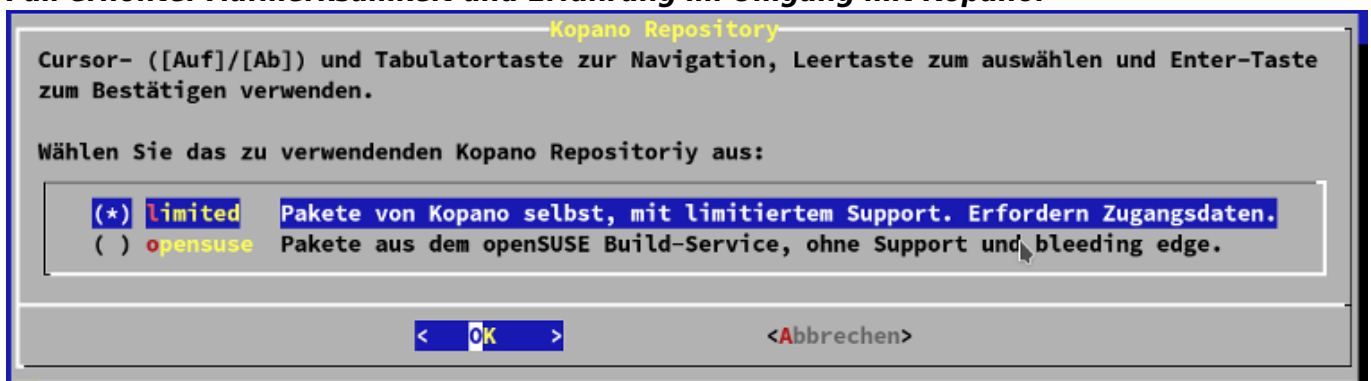 Kopano Repository
Cursor- ([Auf]/[Ab]) und Tabulatortaste zur Navigation, Leertaste zum auswählen und Enter-Taste
zum Bestätigen verwenden.
Wählen Sie das zu verwendenden Kopano Repositoriy aus:
(*) limited Pakete von Kopano selbst, mit limitiertem Support. Erfordern Zugangsdaten.
( ) opensuse Pakete aus dem openSUSE Build-Service, ohne Support und bleeding edge.
< OK > <Abbrechen>